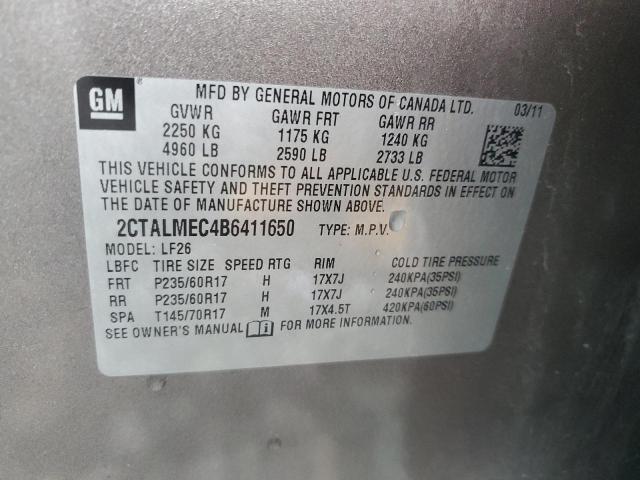 GM ®
MFD BY GENERAL MOTORS OF CANADA LTD. 03/11
GVWR GAWR FRT GAWR RR
2250 KG 1175 KG 1240 KG
4960 LB 2590 LB 2733 LB
THIS VEHICLE CONFORMS TO ALL APPLICABLE U.S. FEDERAL MOTOR
VEHICLE SAFETY AND THEFT PREVENTION STANDARDS IN EFFECT ON
THE DATE OF MANUFACTURE SHOWN ABOVE.
2CTALMEC4B6411650 TYPE: M.P.V.
MODEL: LF26
LBFC TIRE SIZE SPEED RTG RIM COLD TIRE PRESSURE
FRT P235/60R17 H 17X7J 240KPA(35PSI)
RR P235/60R17 H 17X7J 240KPA(35PSI)
SPA T145/70R17 M 17X4.5T 420KPA(60PSI)
SEE OWNER'S MANUAL FOR MORE INFORMATION.